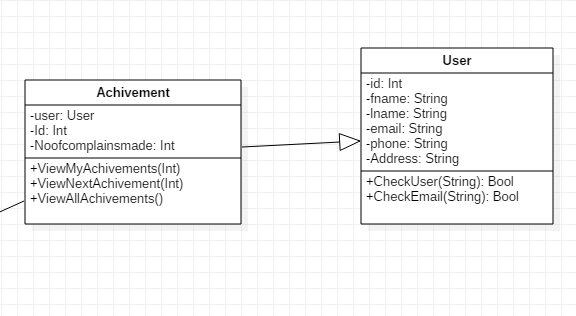 Achivement
-user: User
-Id: Int
-Noofcomplainsmade: Int
+ViewMyAchivements(Int)
+ViewNextAchivement(Int)
+ViewAllAchivements()
User
-id: Int
-fname: String
-lname: String
-email: String
-phone: String
-Address: String
+CheckUser(String): Bool
+CheckEmail(String): Bool